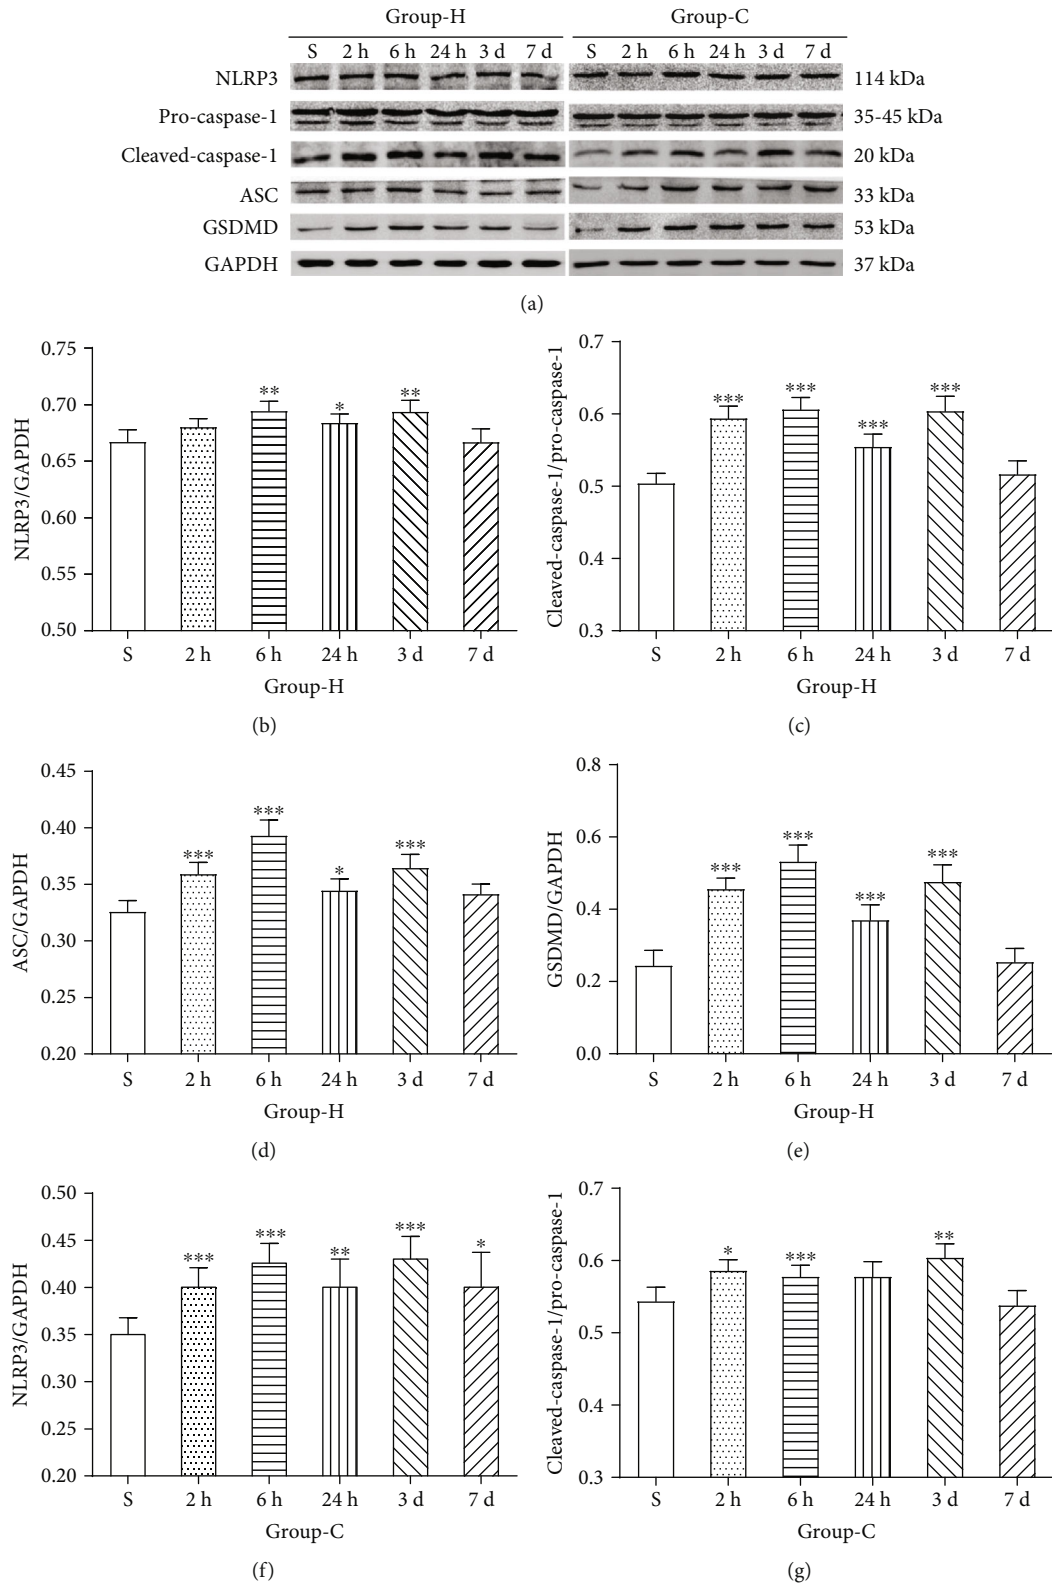 Group-H Group-C
S 2 h 6 h 24 h 3 d 7 d S 2 h 6 h 24 h 3 d 7 d
NLRP3 114 kDa
Pro-caspase-1 35-45 kDa
Cleaved-caspase-1 20 kDa
ASC 33 kDa
GSDMD 53 kDa
GAPDH 37 kDa
(a)
NLRP3/GAPDH
0.75
0.70
0.65
0.60
0.55
0.50
** * **
S 2 h 6 h 24 h 3 d 7 d
Group-H
(b)
Cleaved-caspase-1/pro-caspase-1
0.7
0.6
0.5
0.4
0.3
*** *** *** ***
S 2 h 6 h 24 h 3 d 7 d
Group-H
(c)
ASC/GAPDH
0.45
0.40
0.35
0.30
0.25
0.20
*** *** * ***
S 2 h 6 h 24 h 3 d 7 d
Group-H
(d)
GSDMD/GAPDH
0.8
0.6
0.4
0.2
0.0
*** *** *** ***
S 2 h 6 h 24 h 3 d 7 d
Group-H
(e)
NLRP3/GAPDH
0.50
0.45
0.40
0.35
0.30
0.25
0.20
*** *** ** *** *
S 2 h 6 h 24 h 3 d 7 d
Group-C
(f)
Cleaved-caspase-1/pro-caspase-1
0.7
0.6
0.5
0.4
0.3
* *** **
S 2 h 6 h 24 h 3 d 7 d
Group-C
(g)